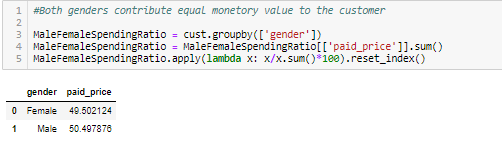 1 #Both genders contribute equal monetary value to the customer
2
3 MaleFemaleSpendingRatio = cust.groupby(['gender'])
4 MaleFemaleSpendingRatio = MaleFemaleSpendingRatio[['paid_price']].sum()
5 MaleFemaleSpendingRatio.apply(lambda x: x/x.sum()*100).reset_index()
gender paid_price
0 Female 49.502124
1 Male 50.497876